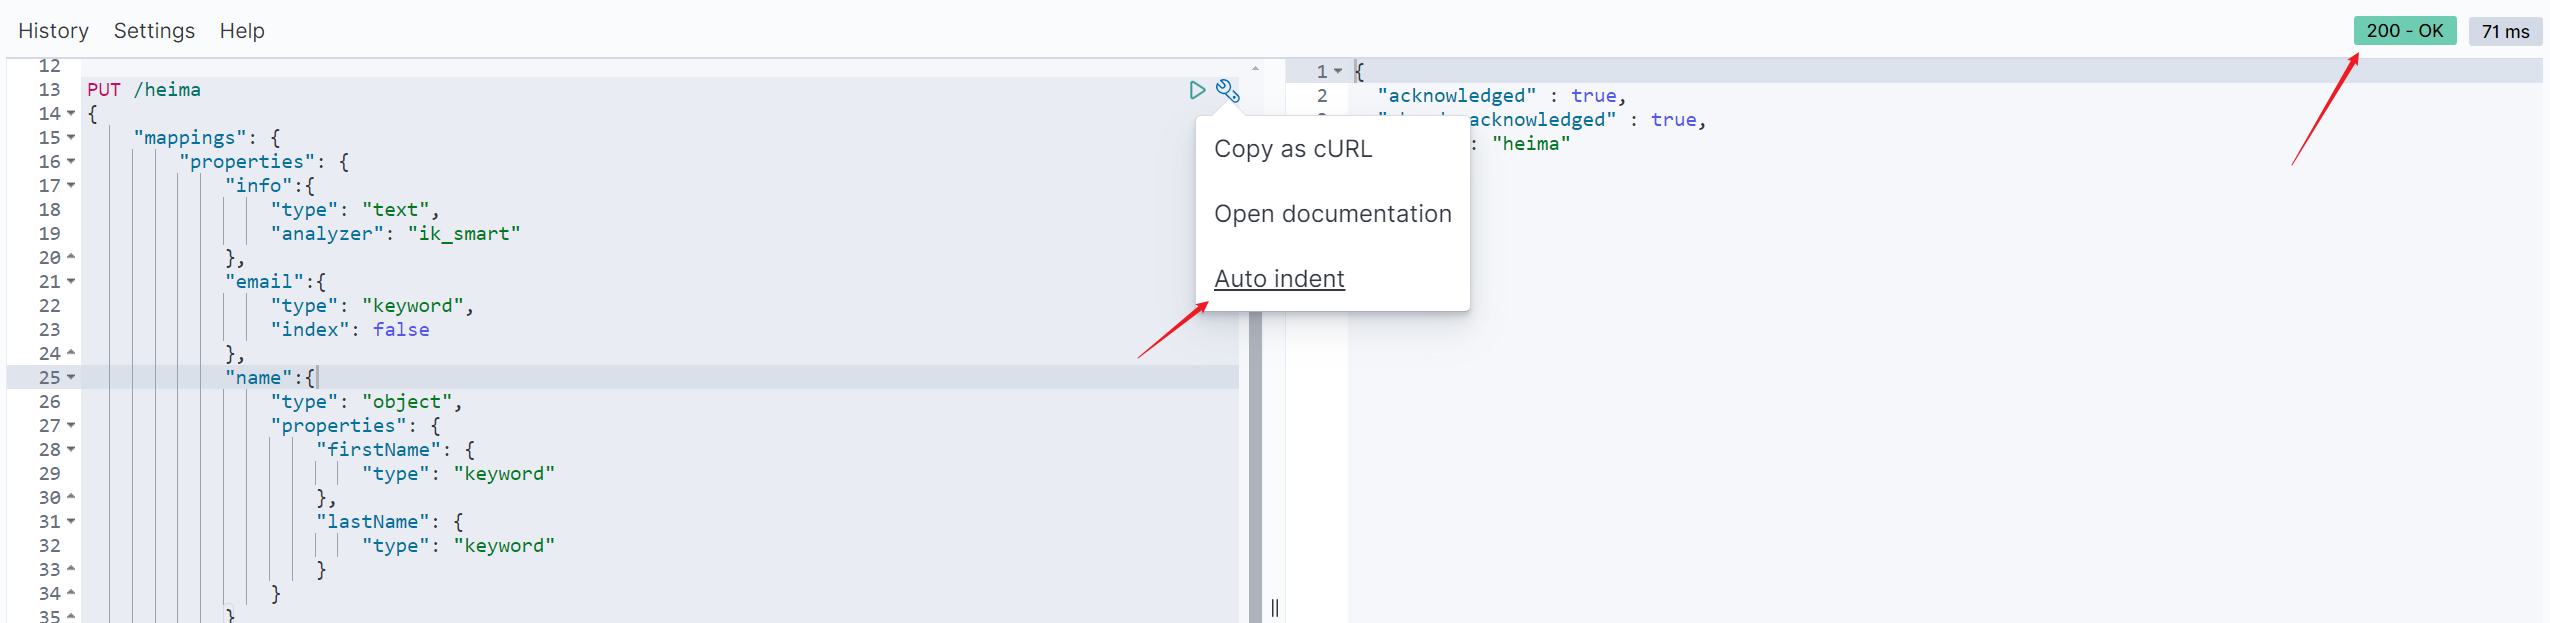 History Settings Help
200 - OK 71 ms
12
13 PUT /heima
14 {
15 "mappings": {
16 "properties": {
17 "info":{
18 "type": "text",
19 "analyzer": "ik_smart"
20 },
21 "email":{
22 "type": "keyword",
23 "index": false
24 },
25 "name":{
26 "type": "object",
27 "properties": {
28 "firstName": {
29 "type": "keyword"
30 },
31 "lastName": {
32 "type": "keyword"
33 }
34 }
35 }
Copy as cURL
Open documentation
Auto indent
1 {
2 "acknowledged" : true,
acknowledged" : true,
: "heima"